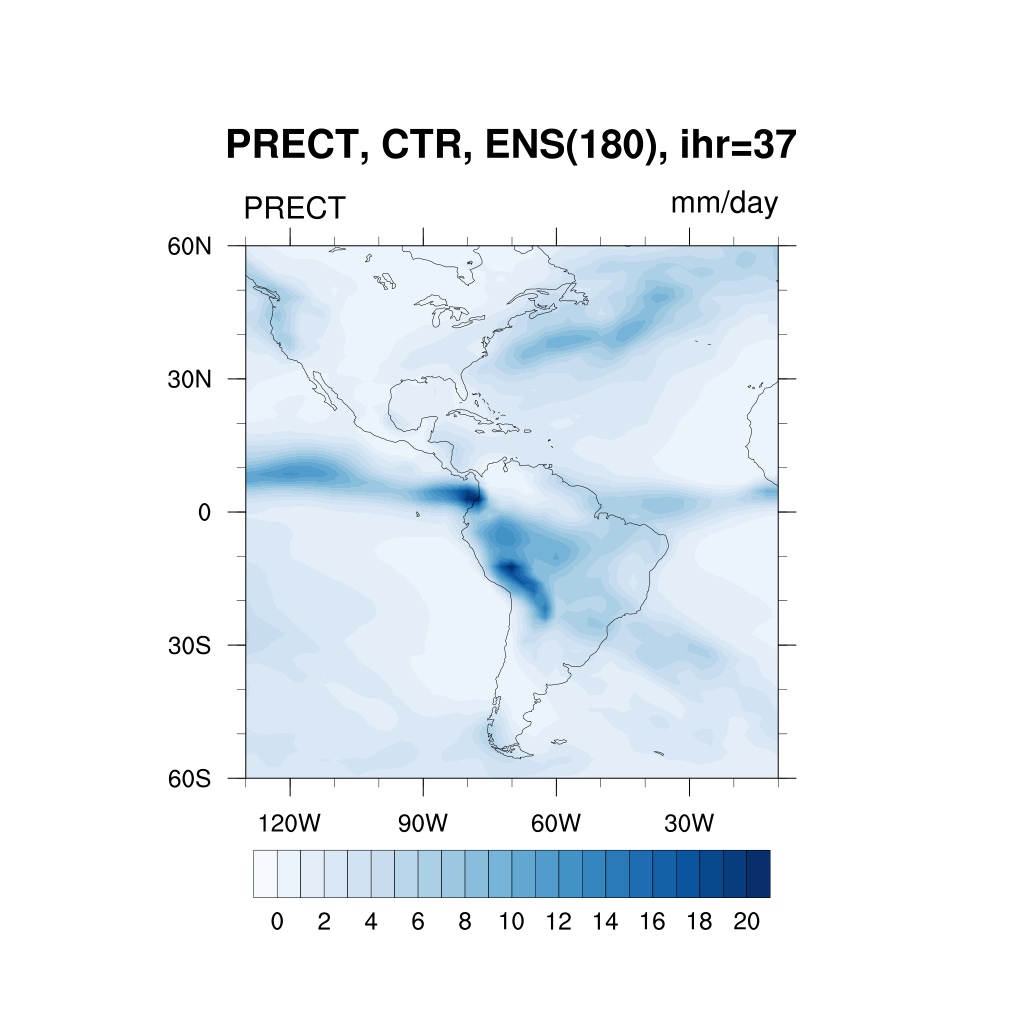 PRECT, CTR, ENS(180), ihr=37
PRECT mm/day
60N
30N
0
30S
60S
120W 90W 60W 30W
0 2 4 6 8 10 12 14 16 18 20